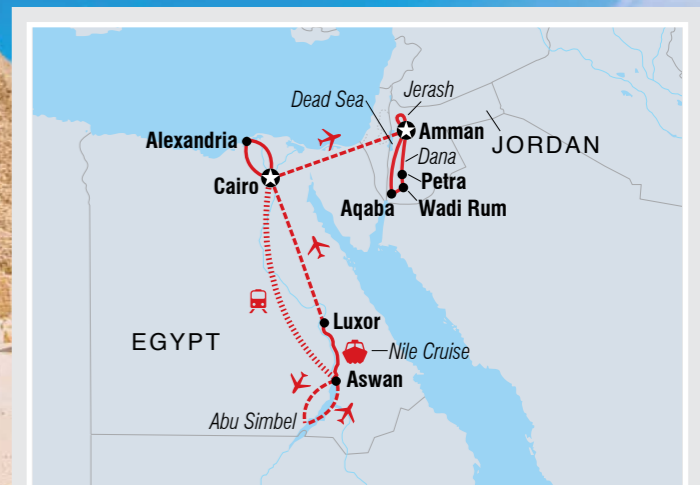 Jerash
Dead Sea
Alexandria
Amman
JORDAN
Dana
Cairo
Petra
Aqaba
Wadi Rum
Luxor
EGYPT
Nile Cruise
Aswan
Abu Simbel